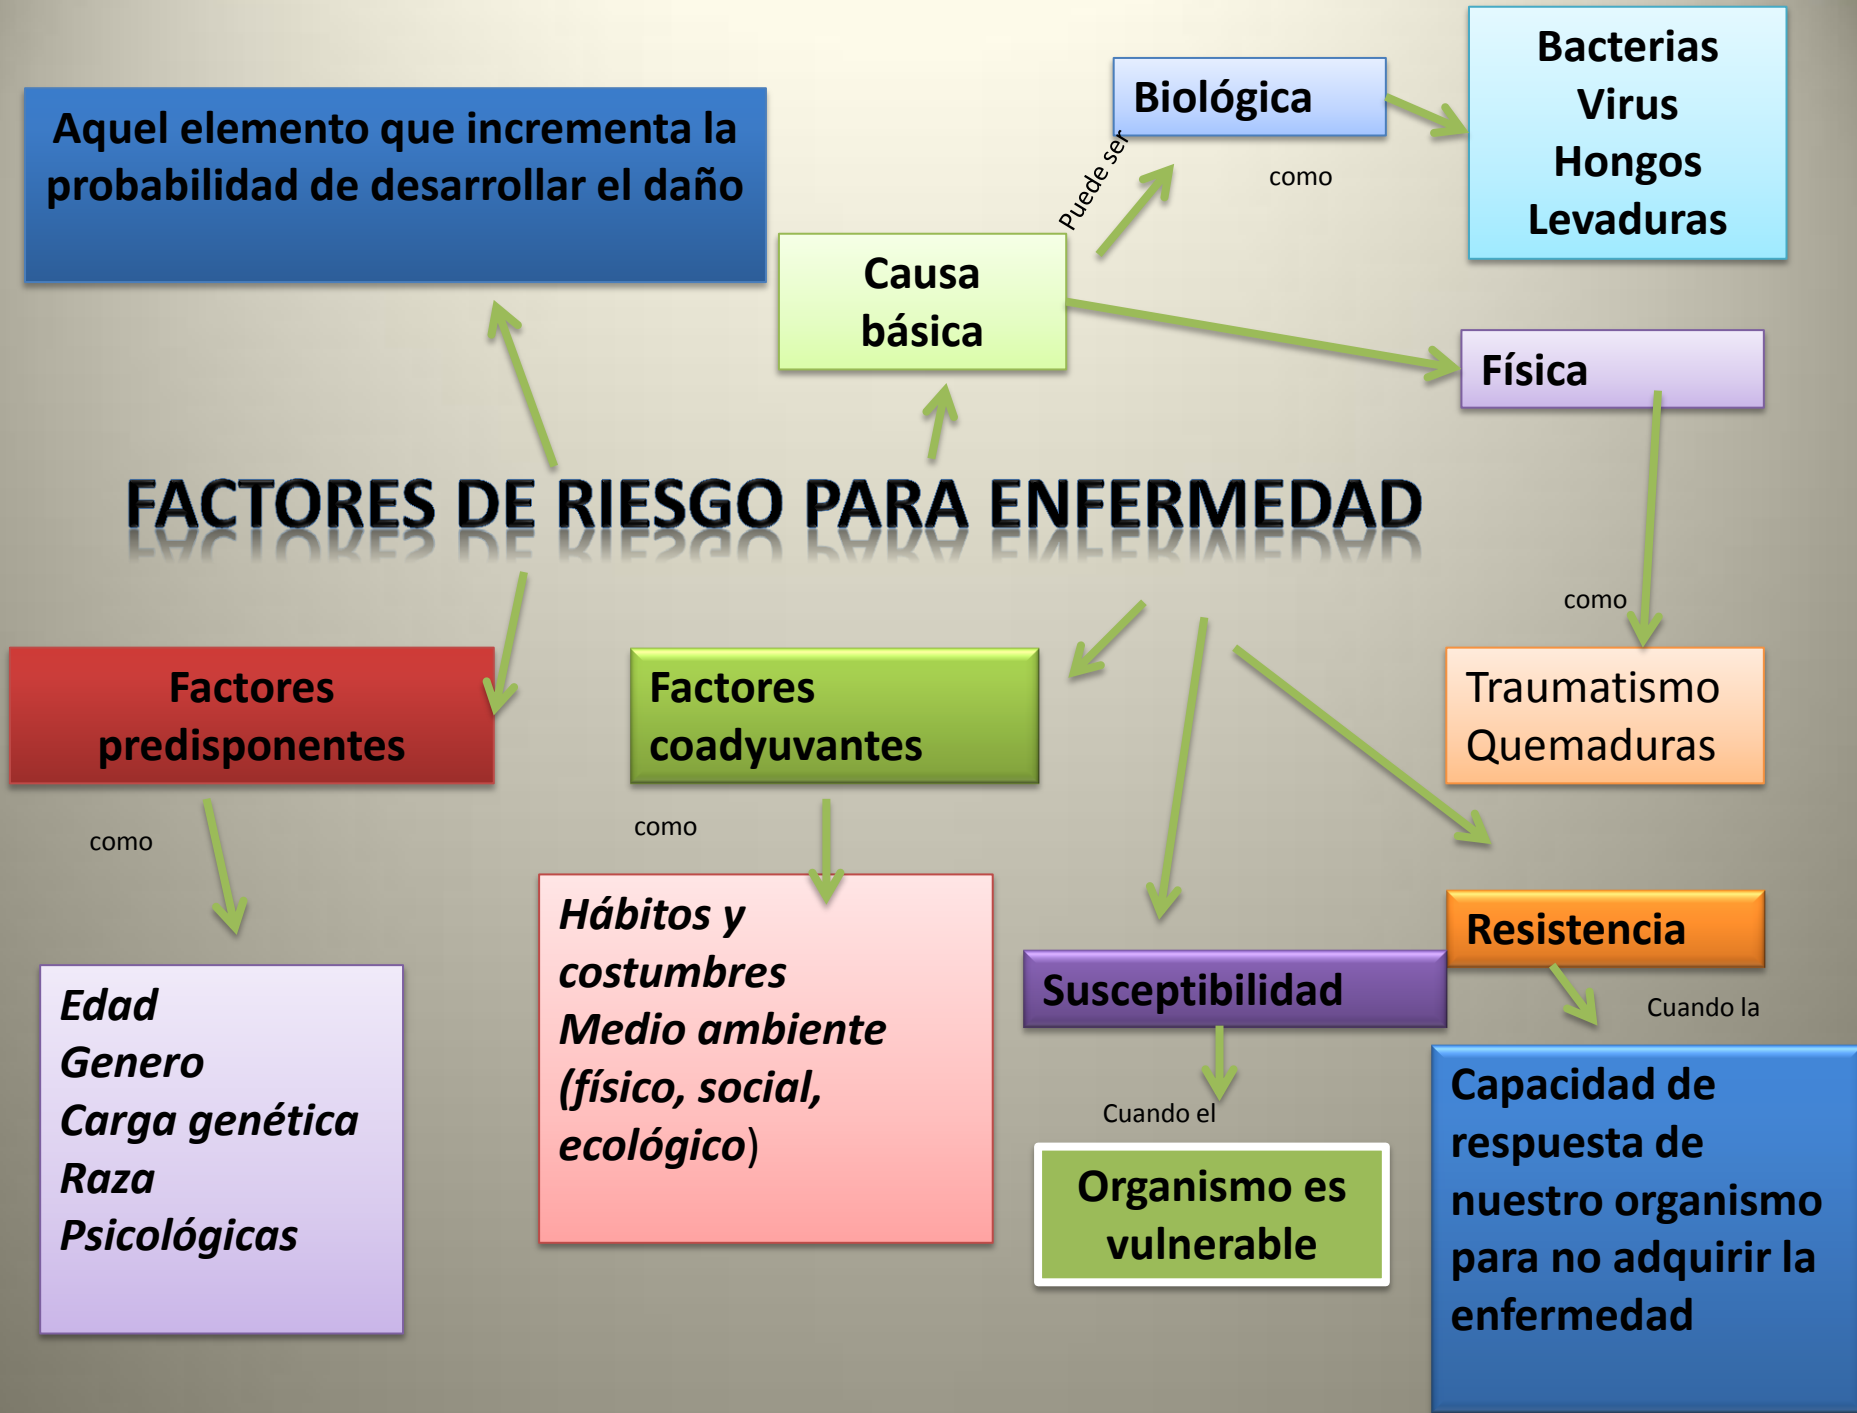 Aquel elemento que incrementa la
probabilidad de desarrollar el daño
Biológica
Bacterias
Virus
Hongos
Levaduras
Puede ser
como
Causa
básica
Física
FACTORES DE RIESGO PARA ENFERMEDAD
como
Traumatismo
Quemaduras
Factores
predisponentes
Factores
coadyuvantes
como
como
Edad
Genero
Carga genética
Raza
Psicológicas
Hábitos y
costumbres
Medio ambiente
(físico, social,
ecológico)
Susceptibilidad
Cuando el
Organismo es
vulnerable
Resistencia
Cuando la
Capacidad de
respuesta de
nuestro organismo
para no adquirir la
enfermedad